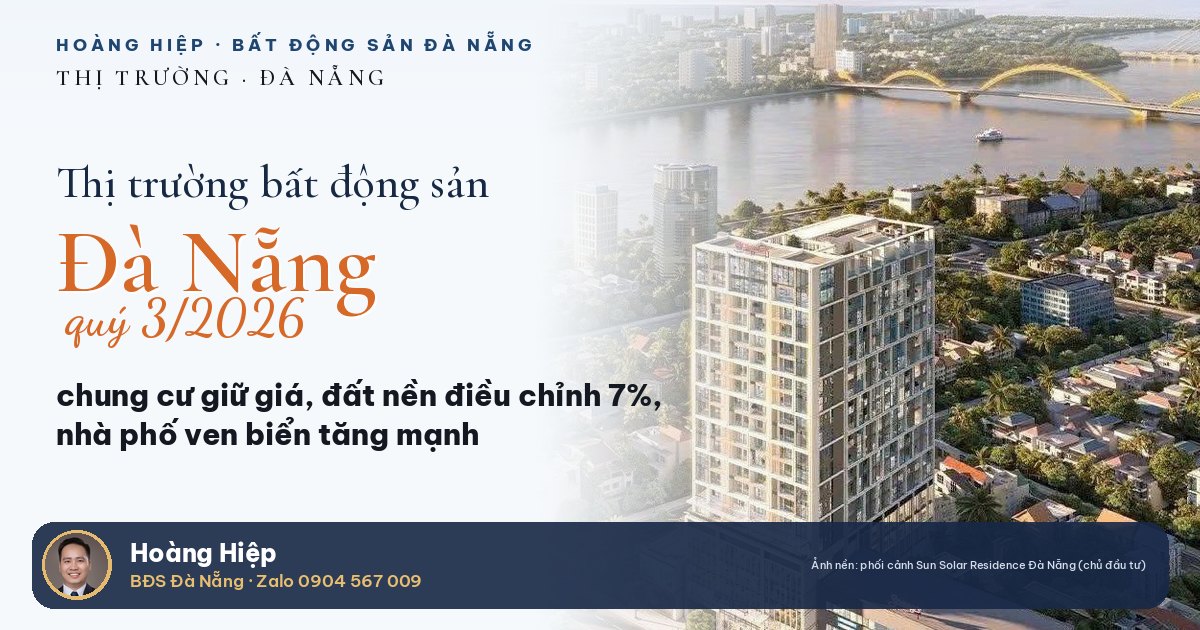 HOÀNG HIỆP · BẤT ĐỘNG SẢN ĐÀ NẴNG
THỊ TRƯỜNG · ĐÀ NẴNG
Thị trường bất động sản
Đà Nẵng
quý 3/2026
chung cư giữ giá, đất nền điều chỉnh 7%,
nhà phố ven biển tăng mạnh
Hoàng Hiệp
BĐS Đà Nẵng · Zalo 0904 567 009
Ảnh nền: phối cảnh Sun Solar Residence Đà Nẵng (chủ đầu tư)